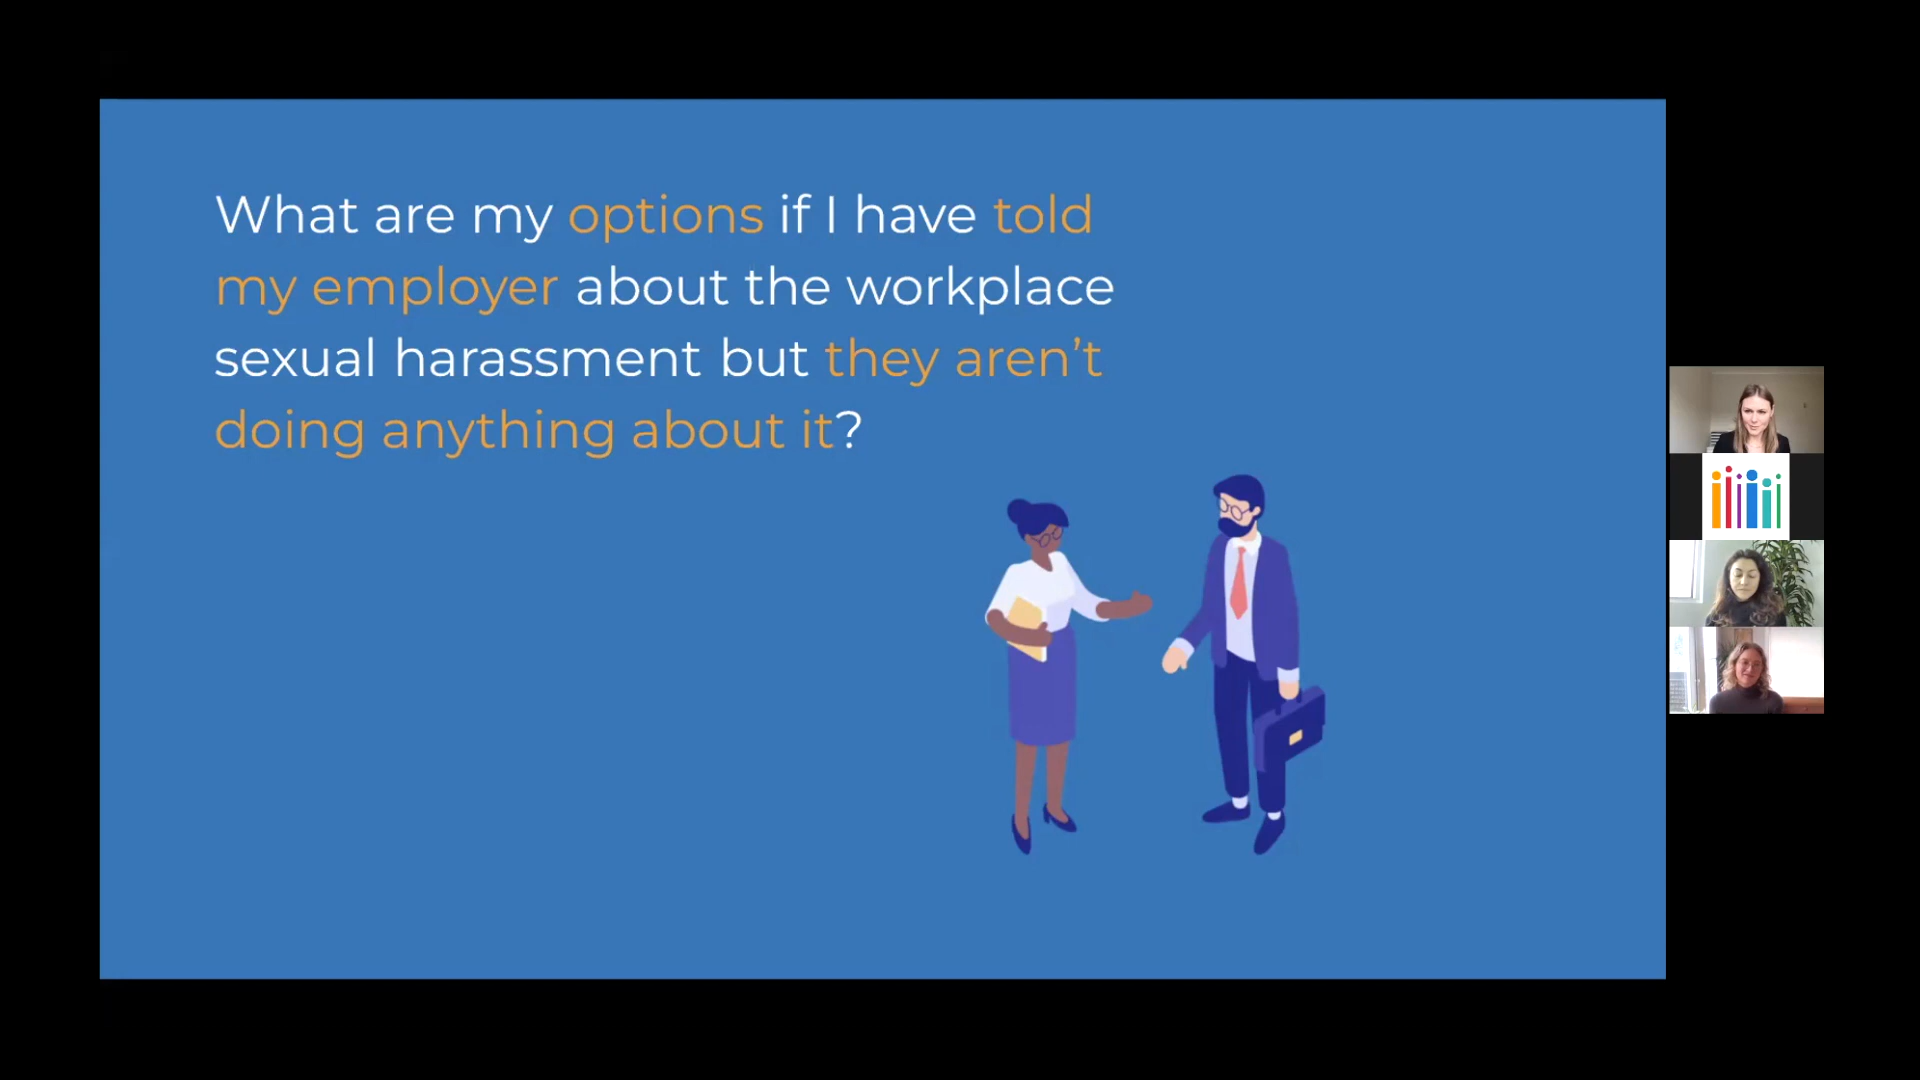 What are my options if I have told
my employer about the workplace
sexual harassment but they aren’t
doing anything about it?